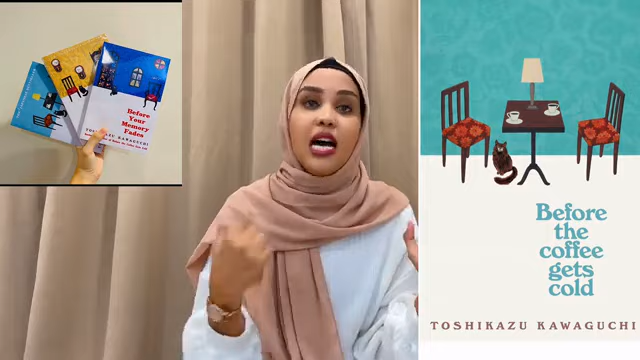 Before
Your
Memory
Fades
TOSHIKAZU KAWAGUCHI
Before
the
coffee
gets
cold
TOSHIKAZU KAWAGUCHI